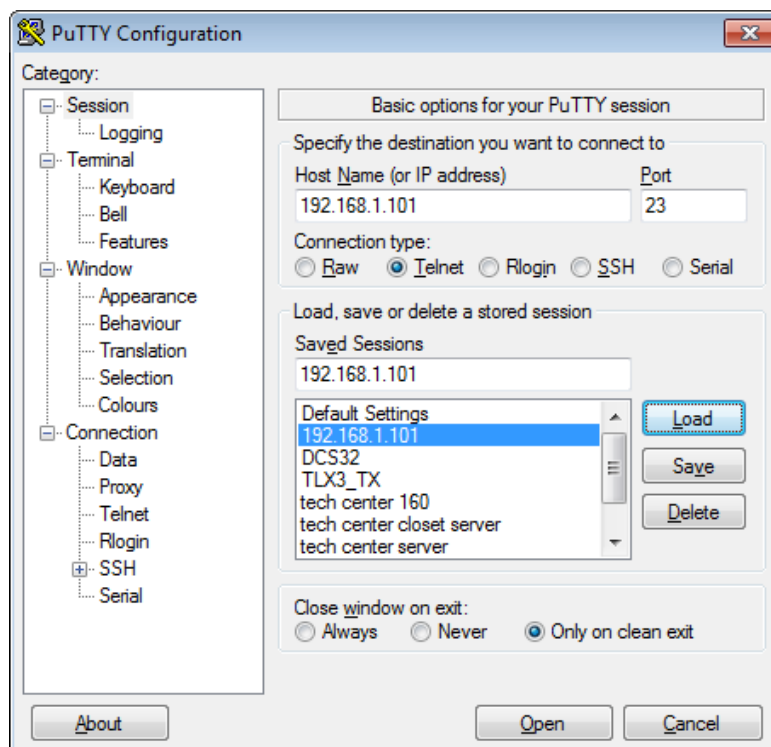 PuTTY Configuration
Category:
Session
Logging
Terminal
Keyboard
Bell
Features
Window
Appearance
Behaviour
Translation
Selection
Colours
Connection
Data
Proxy
Telnet
Rlogin
SSH
Serial
Basic options for your PuTTY session
Specify the destination you want to connect to
Host Name (or IP address) Port
192.168.1.101 23
Connection type:
Raw Telnet Rlogin SSH Serial
Load, save or delete a stored session
Saved Sessions
192.168.1.101
Default Settings
192.168.1.101
DCS32
TLX3_TX
tech center 160
tech center closet server
tech center server
Load
Save
Delete
Close window on exit:
Always Never Only on clean exit
About Open Cancel